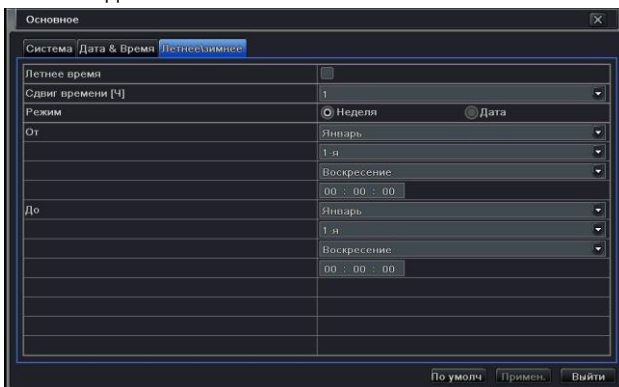 Основное
Система Дата & Время Летнее\зимнее
Летнее время
Сдвиг времени [Ч] 1
Режим Неделя Дата
От Январь
1-я
Воскресение
00 : 00 : 00
До Январь
1-я
Воскресение
00 : 00 : 00
По умолч Примен. Выйти